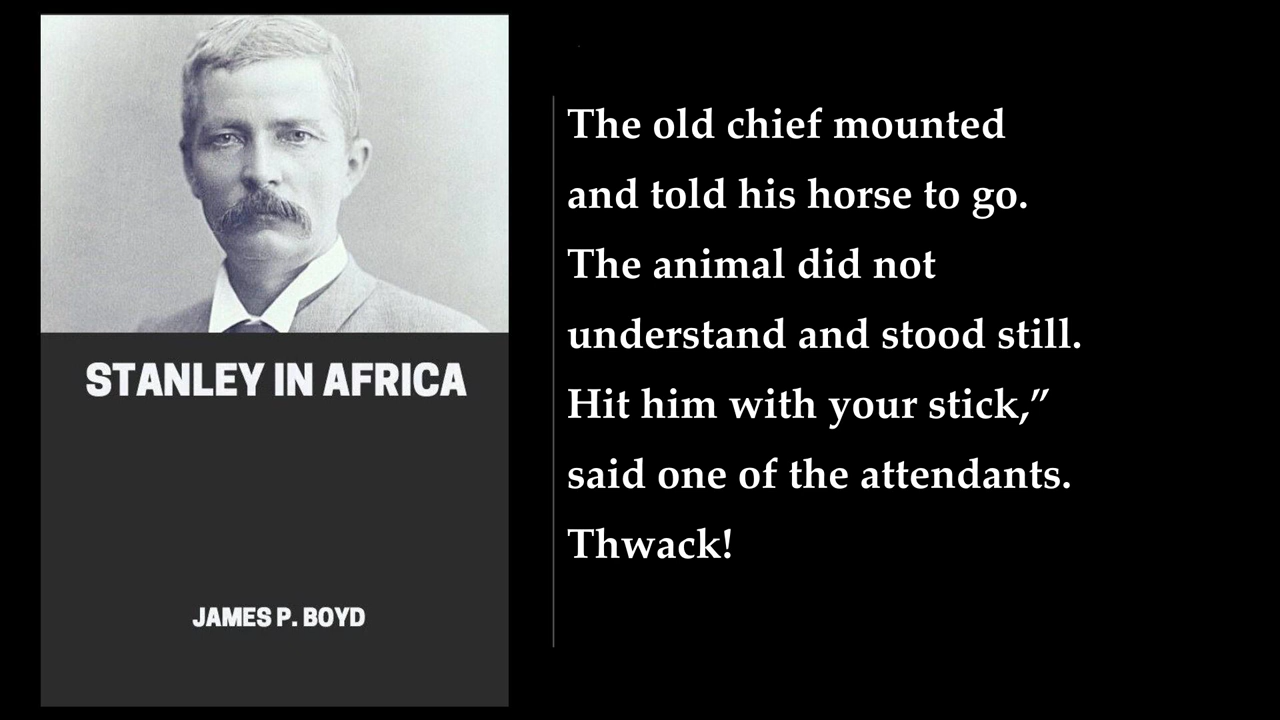 STANLEY IN AFRICA
JAMES P. BOYD
The old chief mounted
and told his horse to go.
The animal did not
understand and stood still.
Hit him with your stick,”
said one of the attendants.
Thwack!